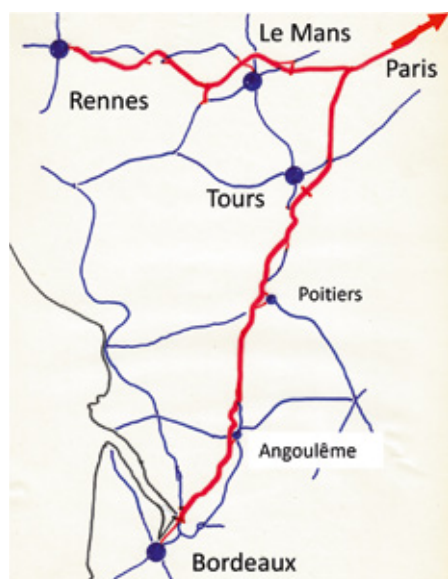 Le Mans
Paris
Rennes
Tours
Poitiers
Angoulême
Bordeaux